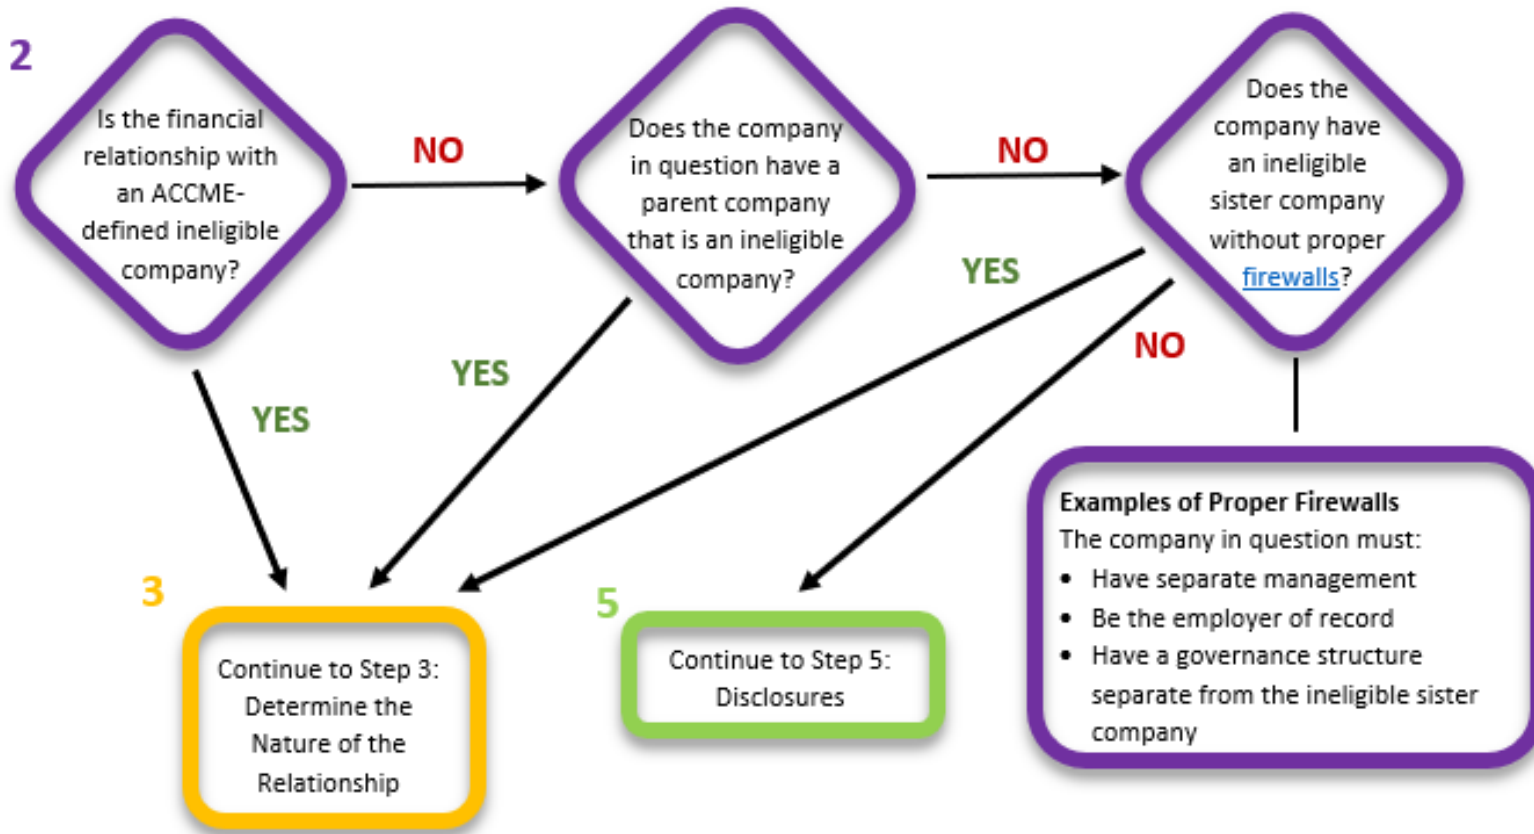 2
Is the financial
relationship with
an ACCME-
defined ineligible
company?
NO
Does the company
in question have a
parent company
that is an ineligible
company?
NO
Does the
company have
an ineligible
sister company
without proper
firewalls?
YES
YES
YES
NO
3
Continue to Step 3:
Determine the
Nature of the
Relationship
5
Continue to Step 5:
Disclosures
Examples of Proper Firewalls
The company in question must:
• Have separate management
• Be the employer of record
• Have a governance structure
separate from the ineligible sister
company